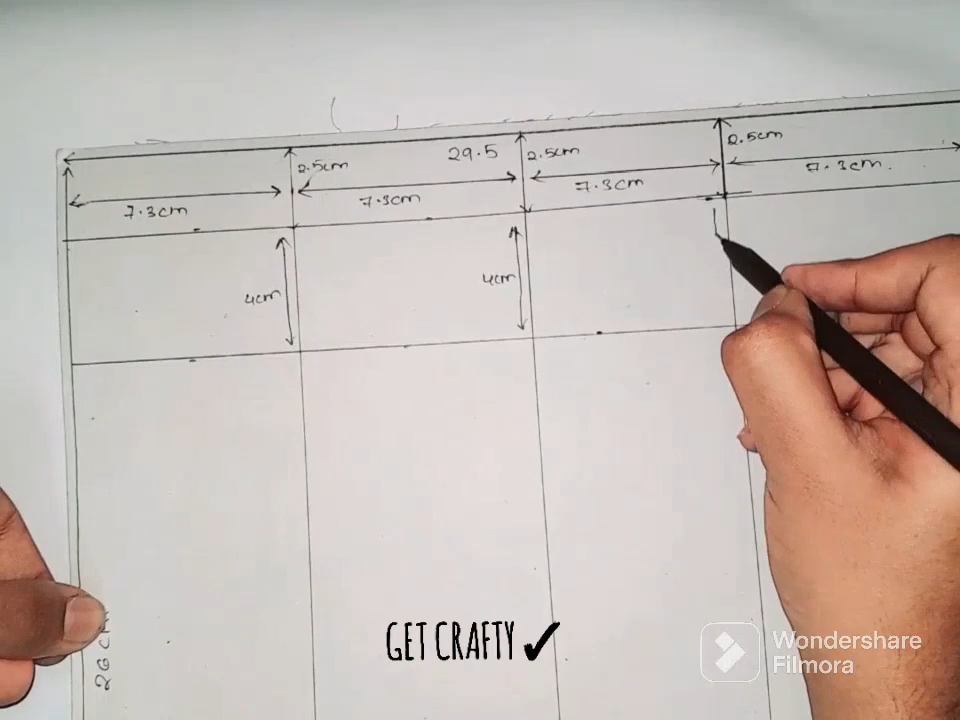 2.5cm 29.5 2.5cm 2.5cm
7.3cm 7.3cm 7.3cm 7.3cm.
4cm 4cm
GET CRAFTY ✓
Wondershare
Filmora